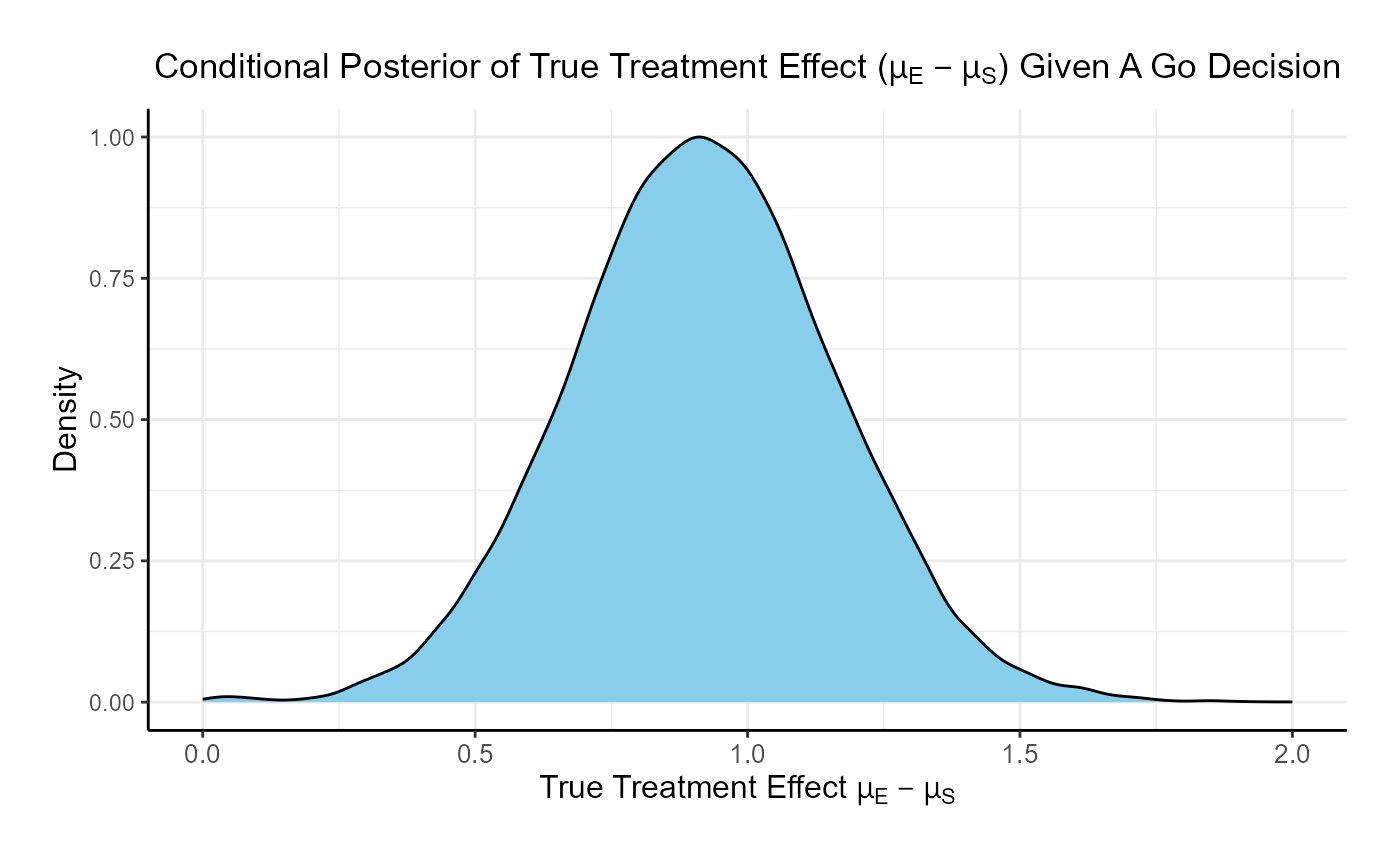 Conditional Posterior of True Treatment Effect (μE − μS) Given A Go Decision
1.00
0.75
0.50
0.25
0.00
Density
0.0 0.5 1.0 1.5 2.0
True Treatment Effect μE − μS